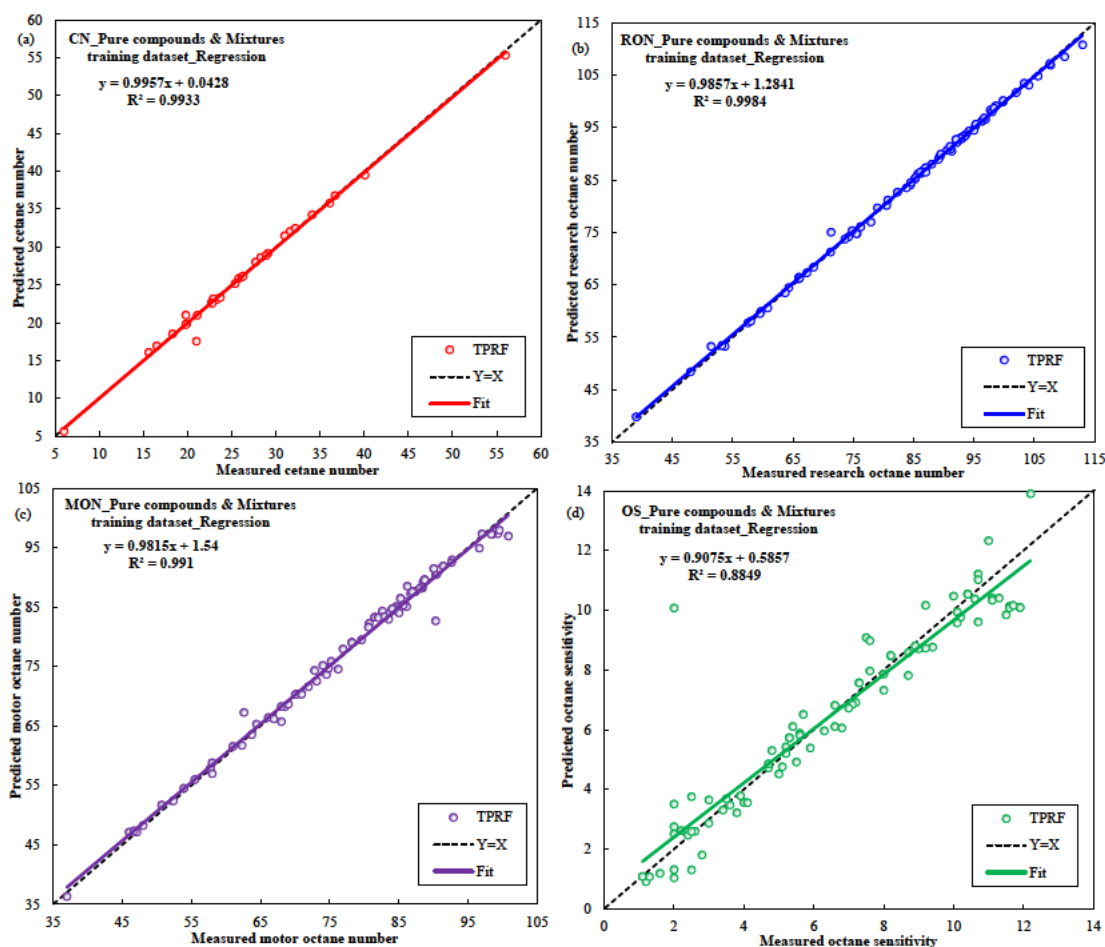 (a)
CN_Pure compounds & Mixtures
training dataset_Regression
y = 0.9957x + 0.0428
R² = 0.9933
Predicted cetane number
60
55
50
45
40
35
30
25
20
15
10
5
TPRF
Y=X
Fit
5 10 15 20 25 30 35 40 45 50 55 60
Measured cetane number
(b)
RON_Pure compounds & Mixtures
training dataset_Regression
y = 0.9857x + 1.2841
R² = 0.9984
Predicted research octane number
115
105
95
85
75
65
55
45
35
TPRF
Y=X
Fit
35 45 55 65 75 85 95 105 113
Measured research octane number
(c)
MON_Pure compounds & Mixtures
training dataset_Regression
y = 0.9815x + 1.54
R² = 0.991
Predicted motor octane number
105
95
85
75
65
55
45
35
TPRF
Y=X
Fit
35 45 55 65 75 85 95 105
Measured motor octane number
(d)
OS_Pure compounds & Mixtures
training dataset_Regression
y = 0.9075x + 0.5857
R² = 0.8849
Predicted octane sensitivity
14
12
10
8
6
4
2
0
TPRF
Y=X
Fit
0 2 4 6 8 10 12 14
Measured octane sensitivity